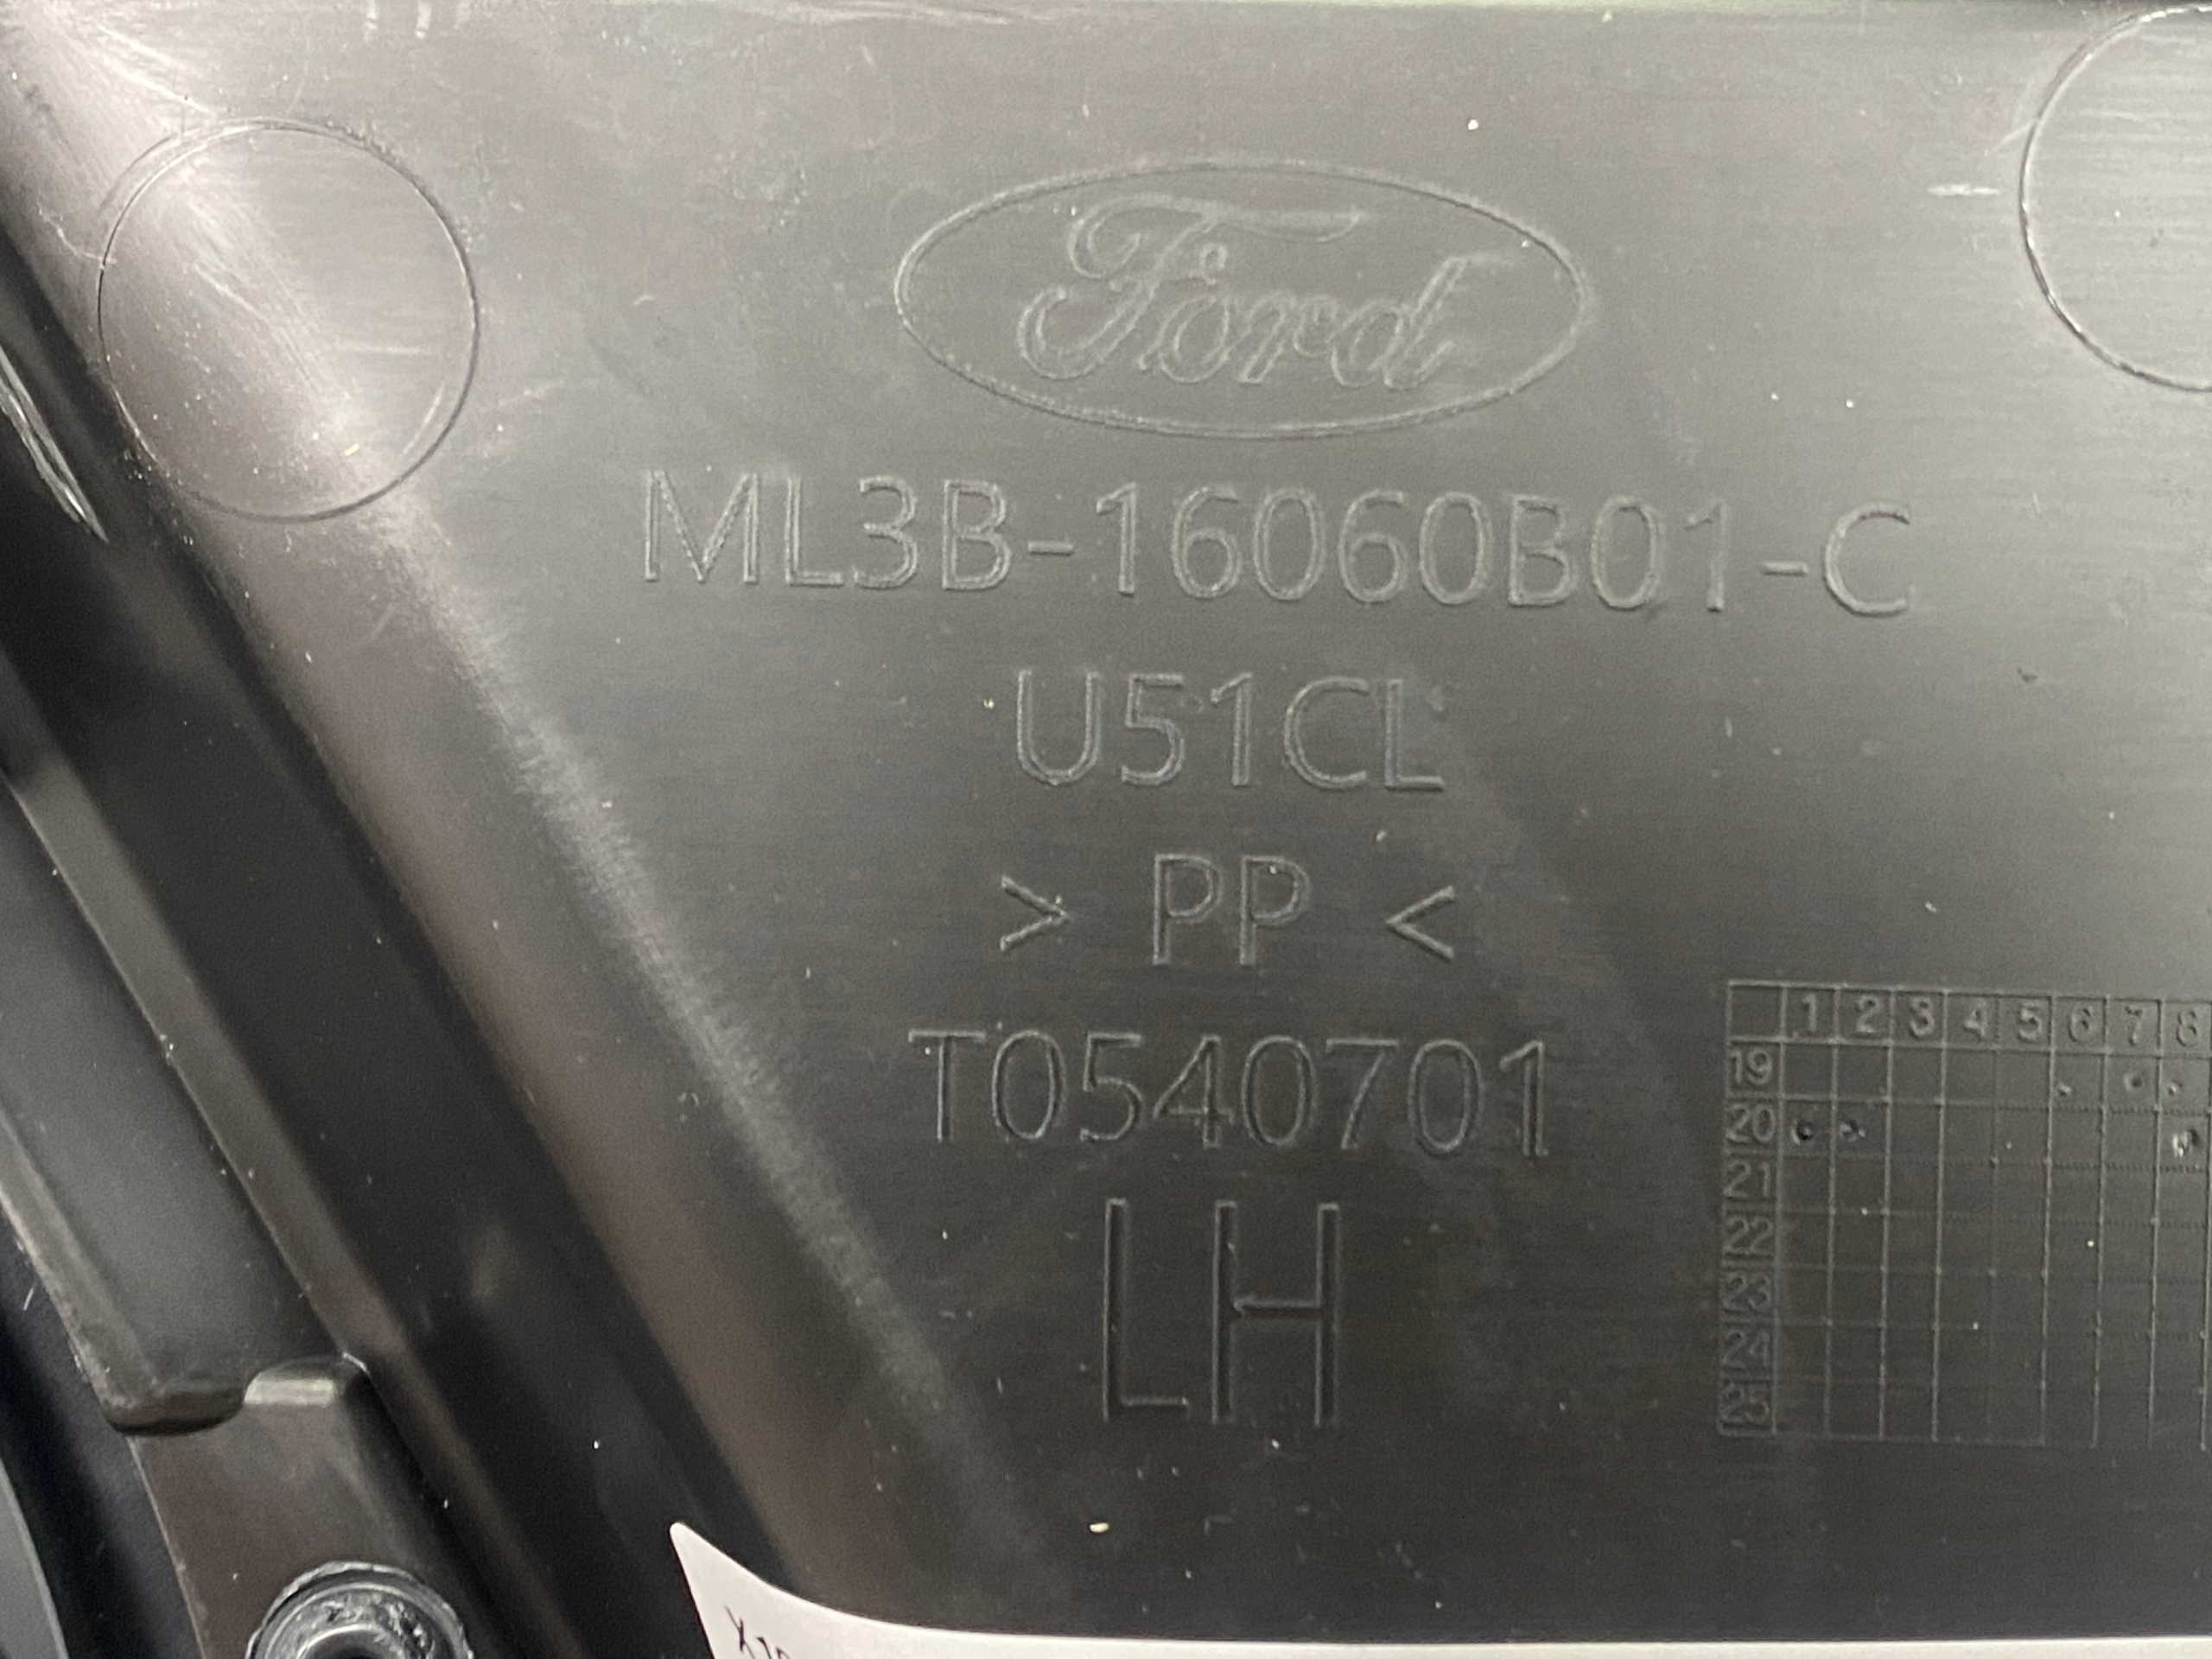 Ford
ML3B-16060B01-C
U51CL
> PP <
T0540701
LH
1 2 3 4 5 6 7 8
19
20
21
22
23
24
25